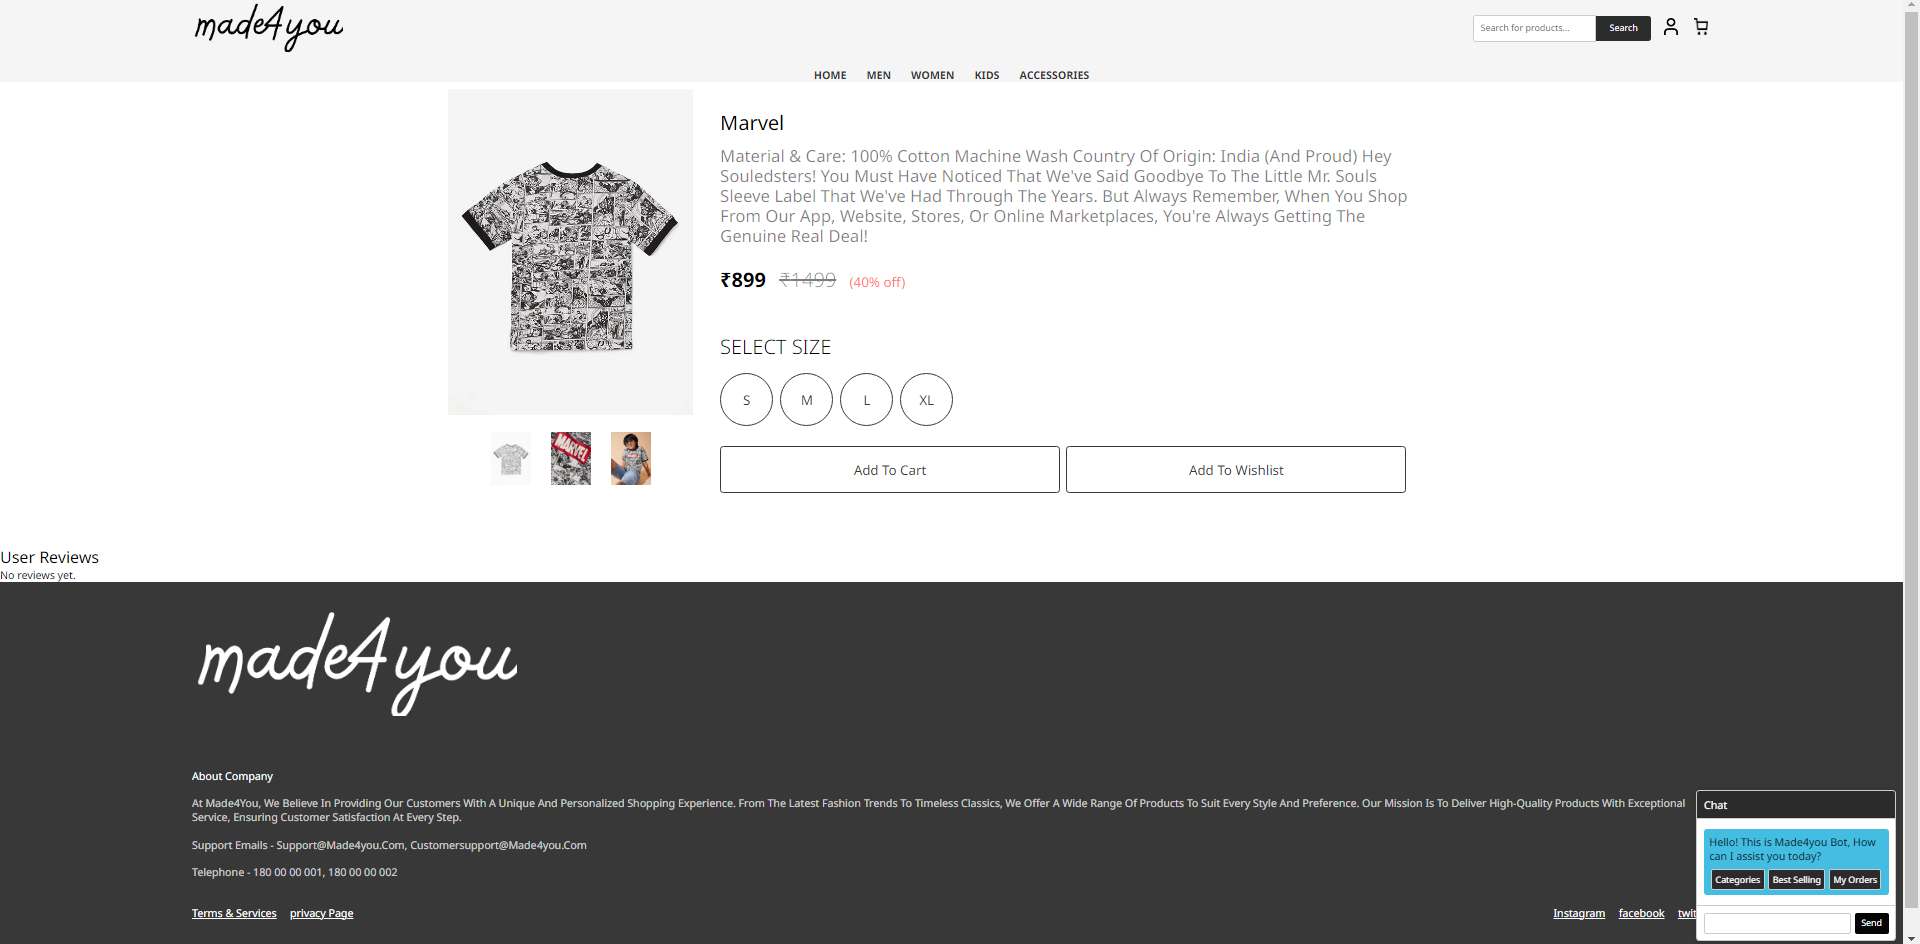 made4you
Search for products...
Search
HOME MEN WOMEN KIDS ACCESSORIES
Marvel
Material & Care: 100% Cotton Machine Wash Country Of Origin: India (And Proud) Hey
Souledsters! You Must Have Noticed That We've Said Goodbye To The Little Mr. Souls
Sleeve Label That We've Had Through The Years. But Always Remember, When You Shop
From Our App, Website, Stores, Or Online Marketplaces, You're Always Getting The
Genuine Real Deal!
₹899 ₹1499 (40% off)
SELECT SIZE
S M L XL
MARVEL
Add To Cart Add To Wishlist
User Reviews
No reviews yet.
made4you
About Company
At Made4You, We Believe In Providing Our Customers With A Unique And Personalized Shopping Experience. From The Latest Fashion Trends To Timeless Classics, We Offer A Wide Range Of Products To Suit Every Style And Preference. Our Mission Is To Deliver High-Quality Products With Exceptional
Service, Ensuring Customer Satisfaction At Every Step.
Support Emails - Support@Made4you.Com, Customersupport@Made4you.Com
Telephone - 180 00 00 001, 180 00 00 002
Terms & Services privacy Page
Instagram facebook twit
Chat
Hello! This is Made4you Bot, How
can I assist you today?
Categories Best Selling My Orders
Send